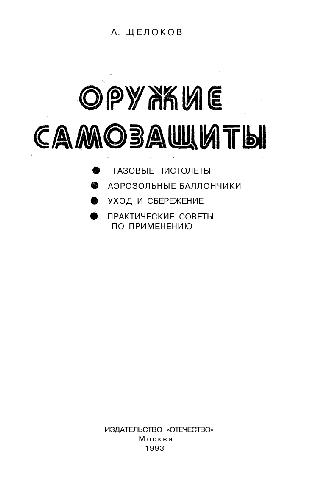 А. ЩЕЛОКОВ
ОРУЖИЕ
САМОЗАЩИТЫ
● ГАЗОВЫЕ ПИСТОЛЕТЫ
● АЭРОЗОЛЬНЫЕ БАЛЛОНЧИКИ
● УХОД И СБЕРЕЖЕНИЕ
● ПРАКТИЧЕСКИЕ СОВЕТЫ
ПО ПРИМЕНЕНИЮ
ИЗДАТЕЛЬСТВО «ОТЕЧЕСТВО»
Москва
1993